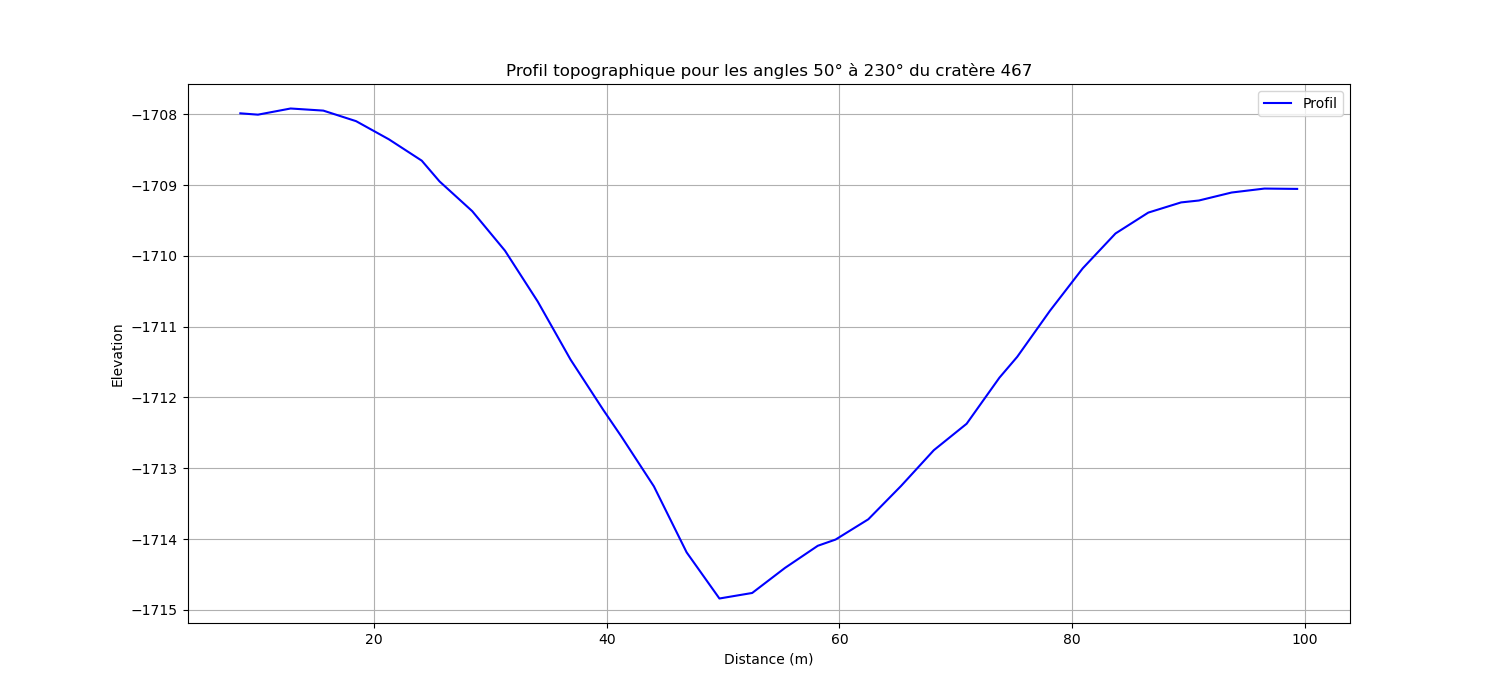 Profil topographique pour les angles 50° à 230° du cratère 467
Profil
−1708
−1709
−1710
−1711
−1712
−1713
−1714
−1715
Elevation
20 40 60 80 100
Distance (m)